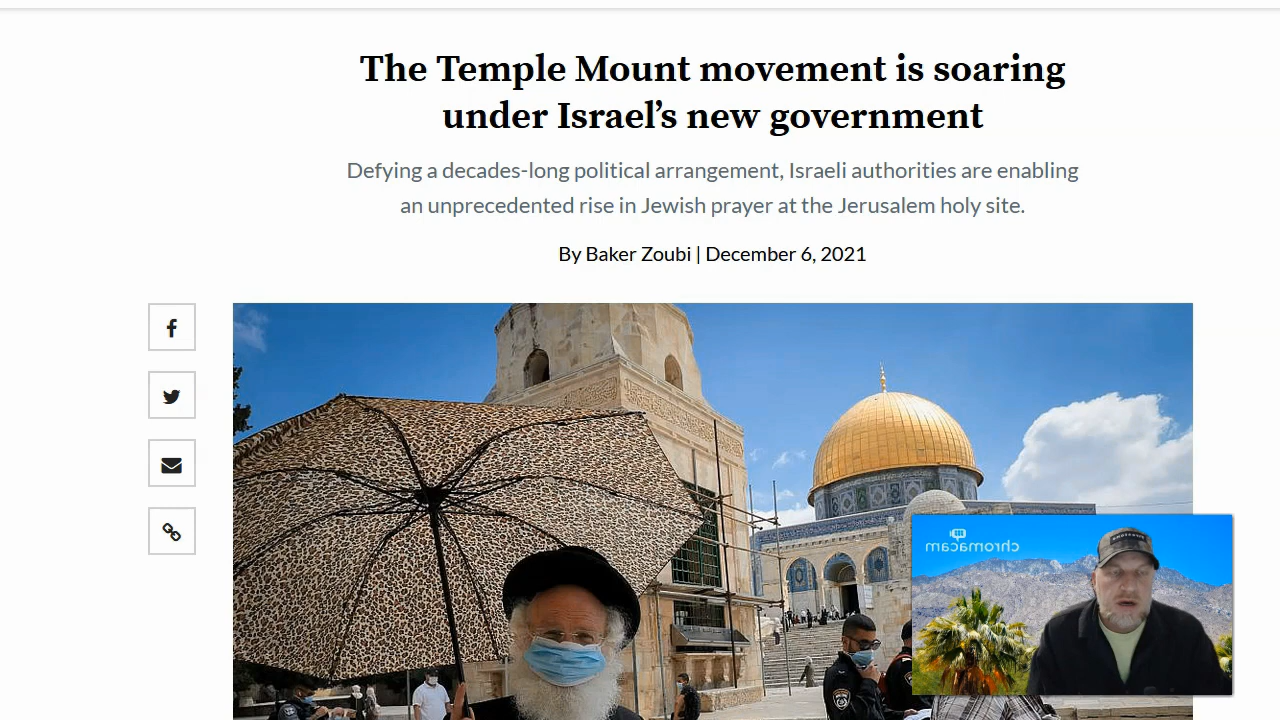 The Temple Mount movement is soaring
under Israel's new government
Defying a decades-long political arrangement, Israeli authorities are enabling
an unprecedented rise in Jewish prayer at the Jerusalem holy site.
By Baker Zoubi | December 6, 2021
chromacam